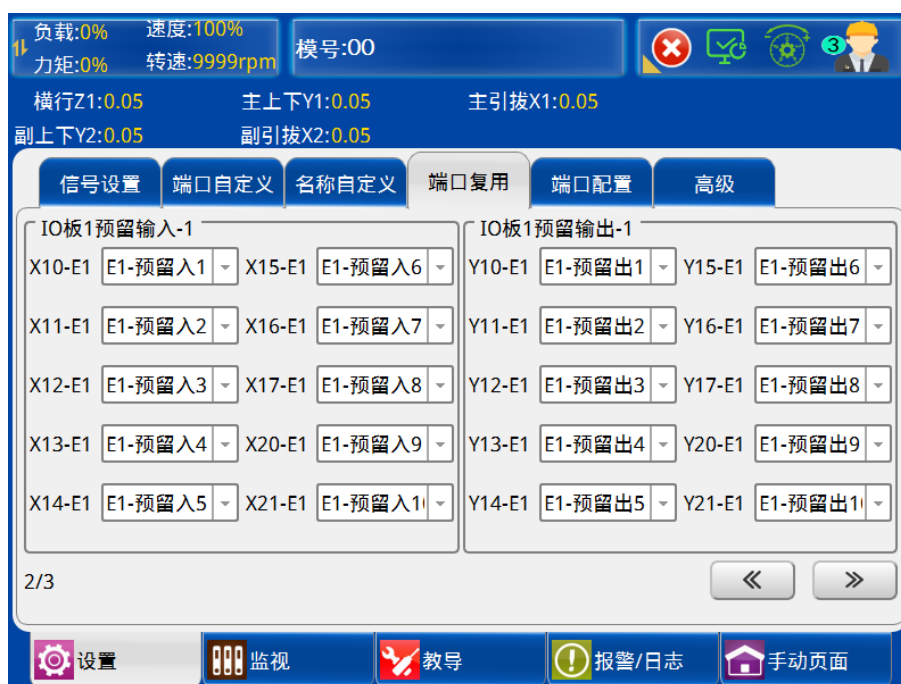 负载:0% 速度:100%
模号:00
力矩:0% 转速:9999rpm
3
横行Z1:0.05 主上下Y1:0.05 主引拔X1:0.05
副上下Y2:0.05 副引拔X2:0.05
信号设置 端口自定义 名称自定义 端口复用 端口配置 高级
IO板1预留输入-1 IO板1预留输出-1
X10-E1 E1-预留入1 X15-E1 E1-预留入6 Y10-E1 E1-预留出1 Y15-E1 E1-预留出6
X11-E1 E1-预留入2 X16-E1 E1-预留入7 Y11-E1 E1-预留出2 Y16-E1 E1-预留出7
X12-E1 E1-预留入3 X17-E1 E1-预留入8 Y12-E1 E1-预留出3 Y17-E1 E1-预留出8
X13-E1 E1-预留入4 X20-E1 E1-预留入9 Y13-E1 E1-预留出4 Y20-E1 E1-预留出9
X14-E1 E1-预留入5 X21-E1 E1-预留入1 Y14-E1 E1-预留出5 Y21-E1 E1-预留出1
2/3
设置 监视 教导 报警/日志 手动页面